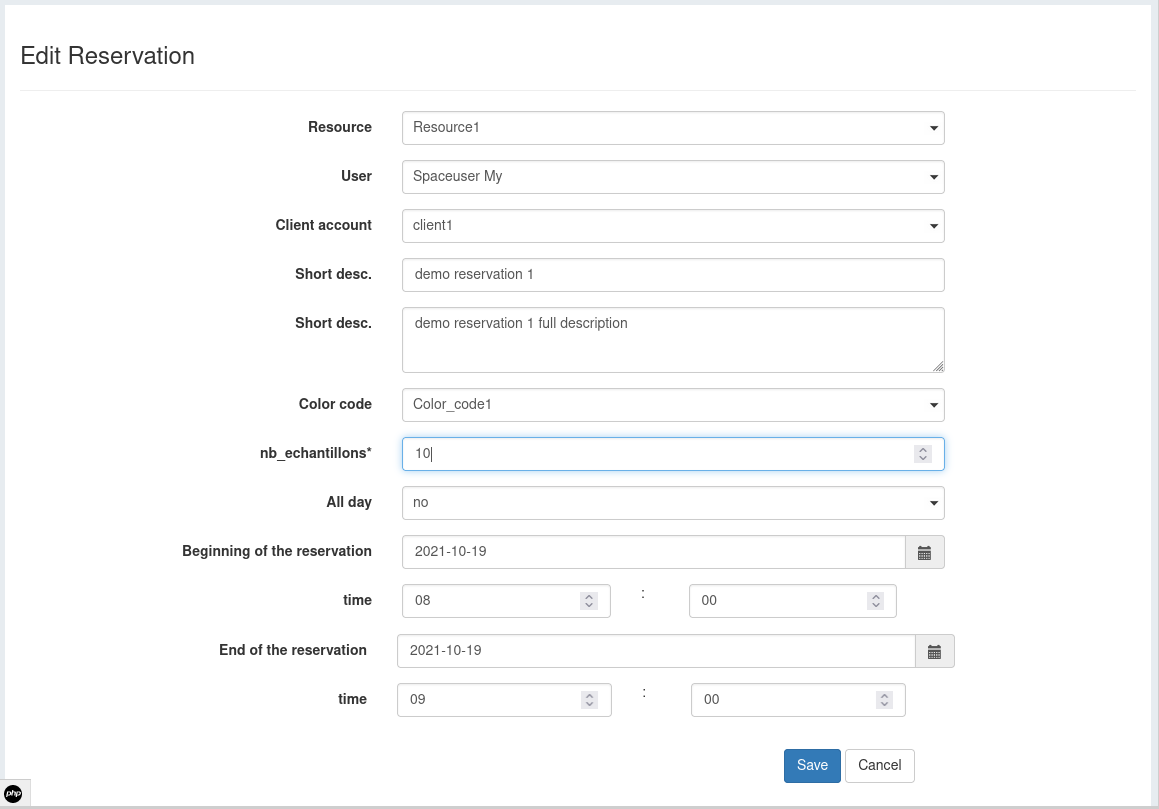 Edit Reservation
Resource Resource1
User Spaceuser My
Client account client1
Short desc. demo reservation 1
Short desc. demo reservation 1 full description
Color code Color_code1
nb_echantillons* 10
All day no
Beginning of the reservation 2021-10-19
time 08 : 00
End of the reservation 2021-10-19
time 09 : 00
Save Cancel
php